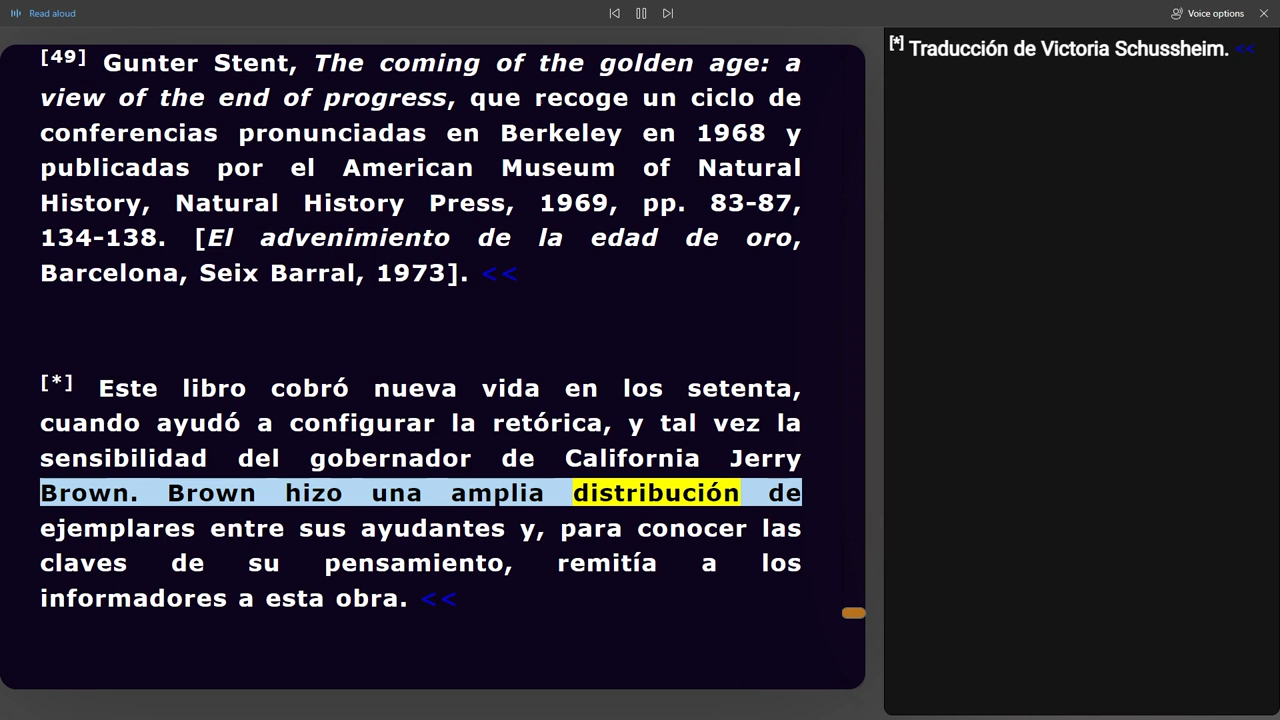 Read aloud
Voice options
[49] Gunter Stent, The coming of the golden age: a
view of the end of progress, que recoge un ciclo de
conferencias pronunciadas en Berkeley en 1968 y
publicadas por el American Museum of Natural
History, Natural History Press, 1969, pp. 83-87,
134-138. [El advenimiento de la edad de oro,
Barcelona, Seix Barral, 1973]. <<
[*] Este libro cobró nueva vida en los setenta,
cuando ayudó a configurar la retórica, y tal vez la
sensibilidad del gobernador de California Jerry
Brown. Brown hizo una amplia distribución de
ejemplares entre sus ayudantes y, para conocer las
claves de su pensamiento, remitía a los
informadores a esta obra. <<
[*] Traducción de Victoria Schussheim. <<